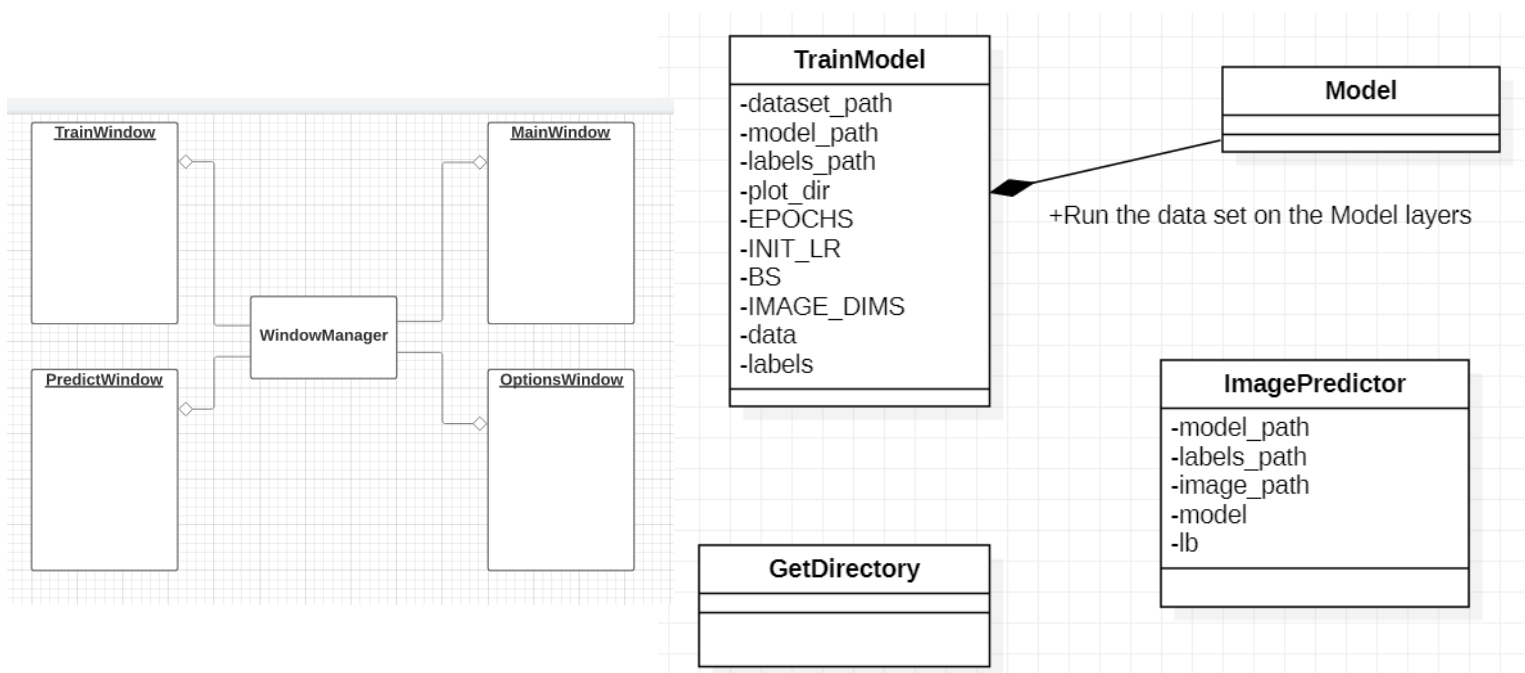 TrainWindow
MainWindow
WindowManager
PredictWindow
OptionsWindow
TrainModel
-dataset_path
-model_path
-labels_path
-plot_dir
-EPOCHS
-INIT_LR
-BS
-IMAGE_DIMS
-data
-labels
Model
+Run the data set on the Model layers
ImagePredictor
-model_path
-labels_path
-image_path
-model
-lb
GetDirectory